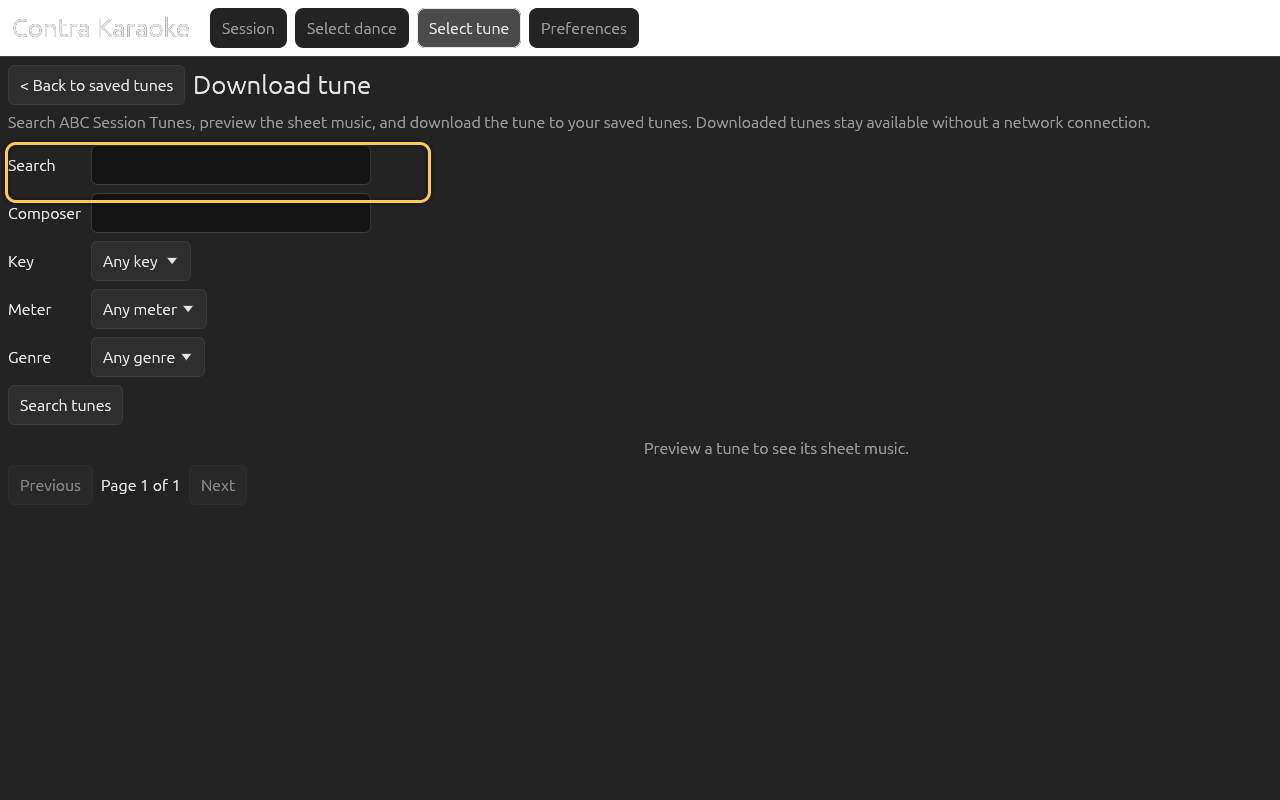 Contra Karaoke Session Select dance Select tune Preferences
< Back to saved tunes Download tune
Search ABC Session Tunes, preview the sheet music, and download the tune to your saved tunes. Downloaded tunes stay available without a network connection.
Search
Composer
Key Any key
Meter Any meter
Genre Any genre
Search tunes
Preview a tune to see its sheet music.
Previous Page 1 of 1 Next